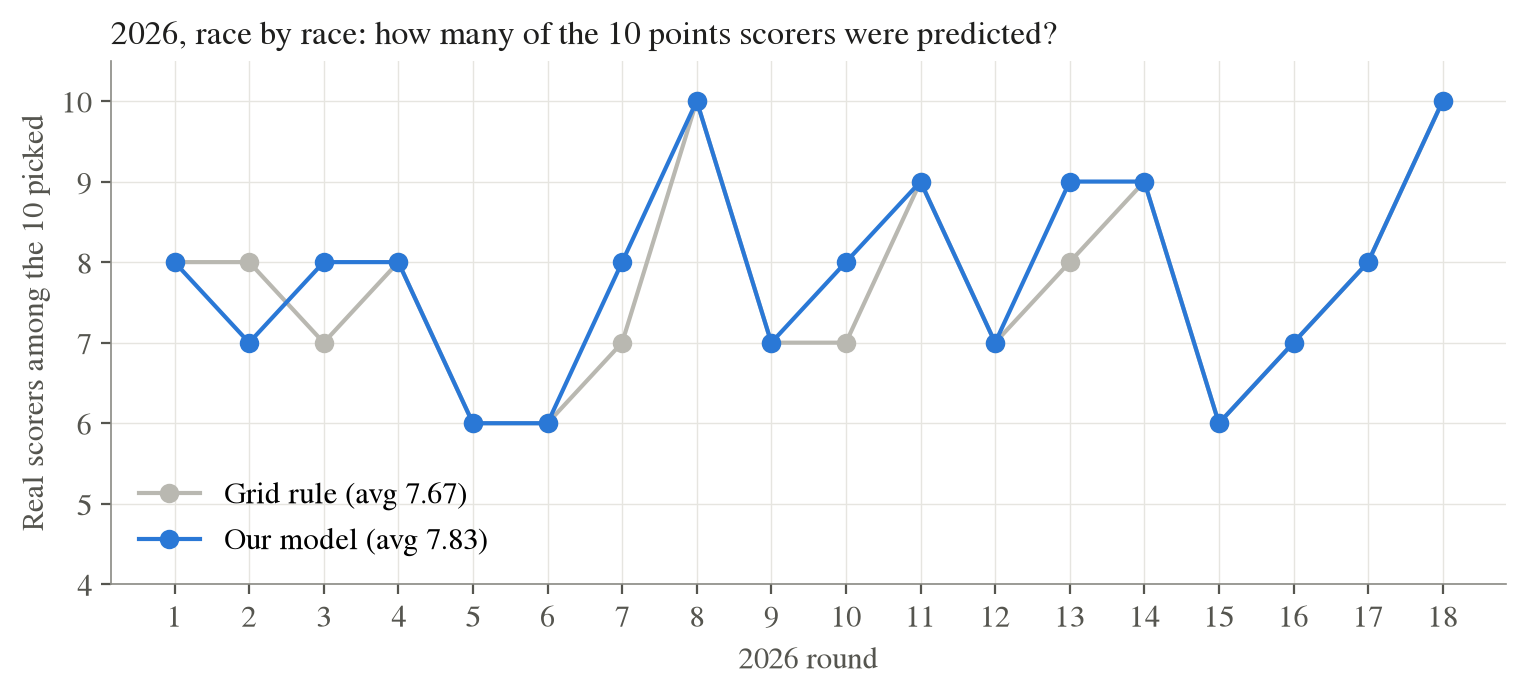 2026, race by race: how many of the 10 points scorers were predicted?
Real scorers among the 10 picked
10
9
8
7
6
5
4
Grid rule (avg 7.67)
Our model (avg 7.83)
1 2 3 4 5 6 7 8 9 10 11 12 13 14 15 16 17 18
2026 round